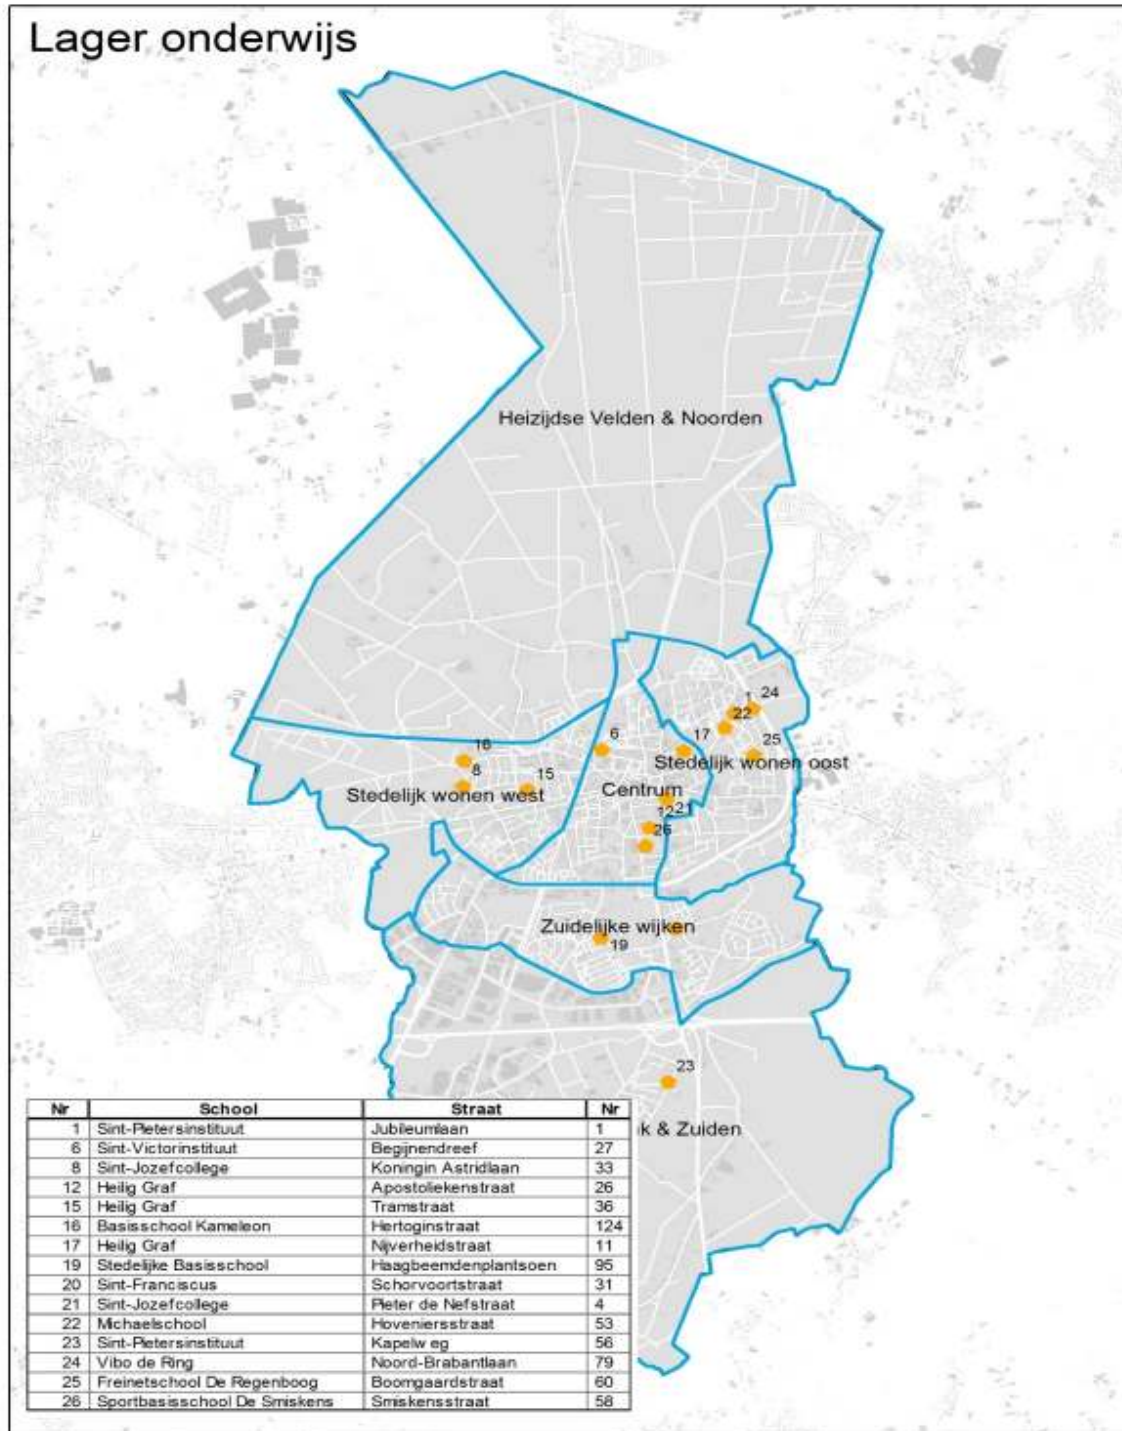 Lager onderwijs
Heizijdse Velden & Noorden
24
1
22
17
25
6
Stedelijk wonen oost
16
8
15
Stedelijk wonen west
Centrum
21
12
26
Zuidelijke wijken
19
23
k & Zuiden
Nr School Straat Nr
1 Sint-Pietersinstituut Jubileumlaan 1
6 Sint-Victorinstituut Begijnendreef 27
8 Sint-Jozefcollege Koningin Astridlaan 33
12 Heilig Graf Apostoliekenstraat 26
15 Heilig Graf Tramstraat 36
16 Basisschool Kameleon Hertoginstraat 124
17 Heilig Graf Nijverheidstraat 11
19 Stedelijke Basisschool Haagbeemdenplantsoen 95
20 Sint-Franciscus Schorvoortstraat 31
21 Sint-Jozefcollege Pieter de Nefstraat 4
22 Michaelschool Hoveniersstraat 53
23 Sint-Pietersinstituut Kapelweg 56
24 Vibo de Ring Noord-Brabantlaan 79
25 Freinetschool De Regenboog Boomgaardstraat 60
26 Sportbasisschool De Smiskens Smiskensstraat 58